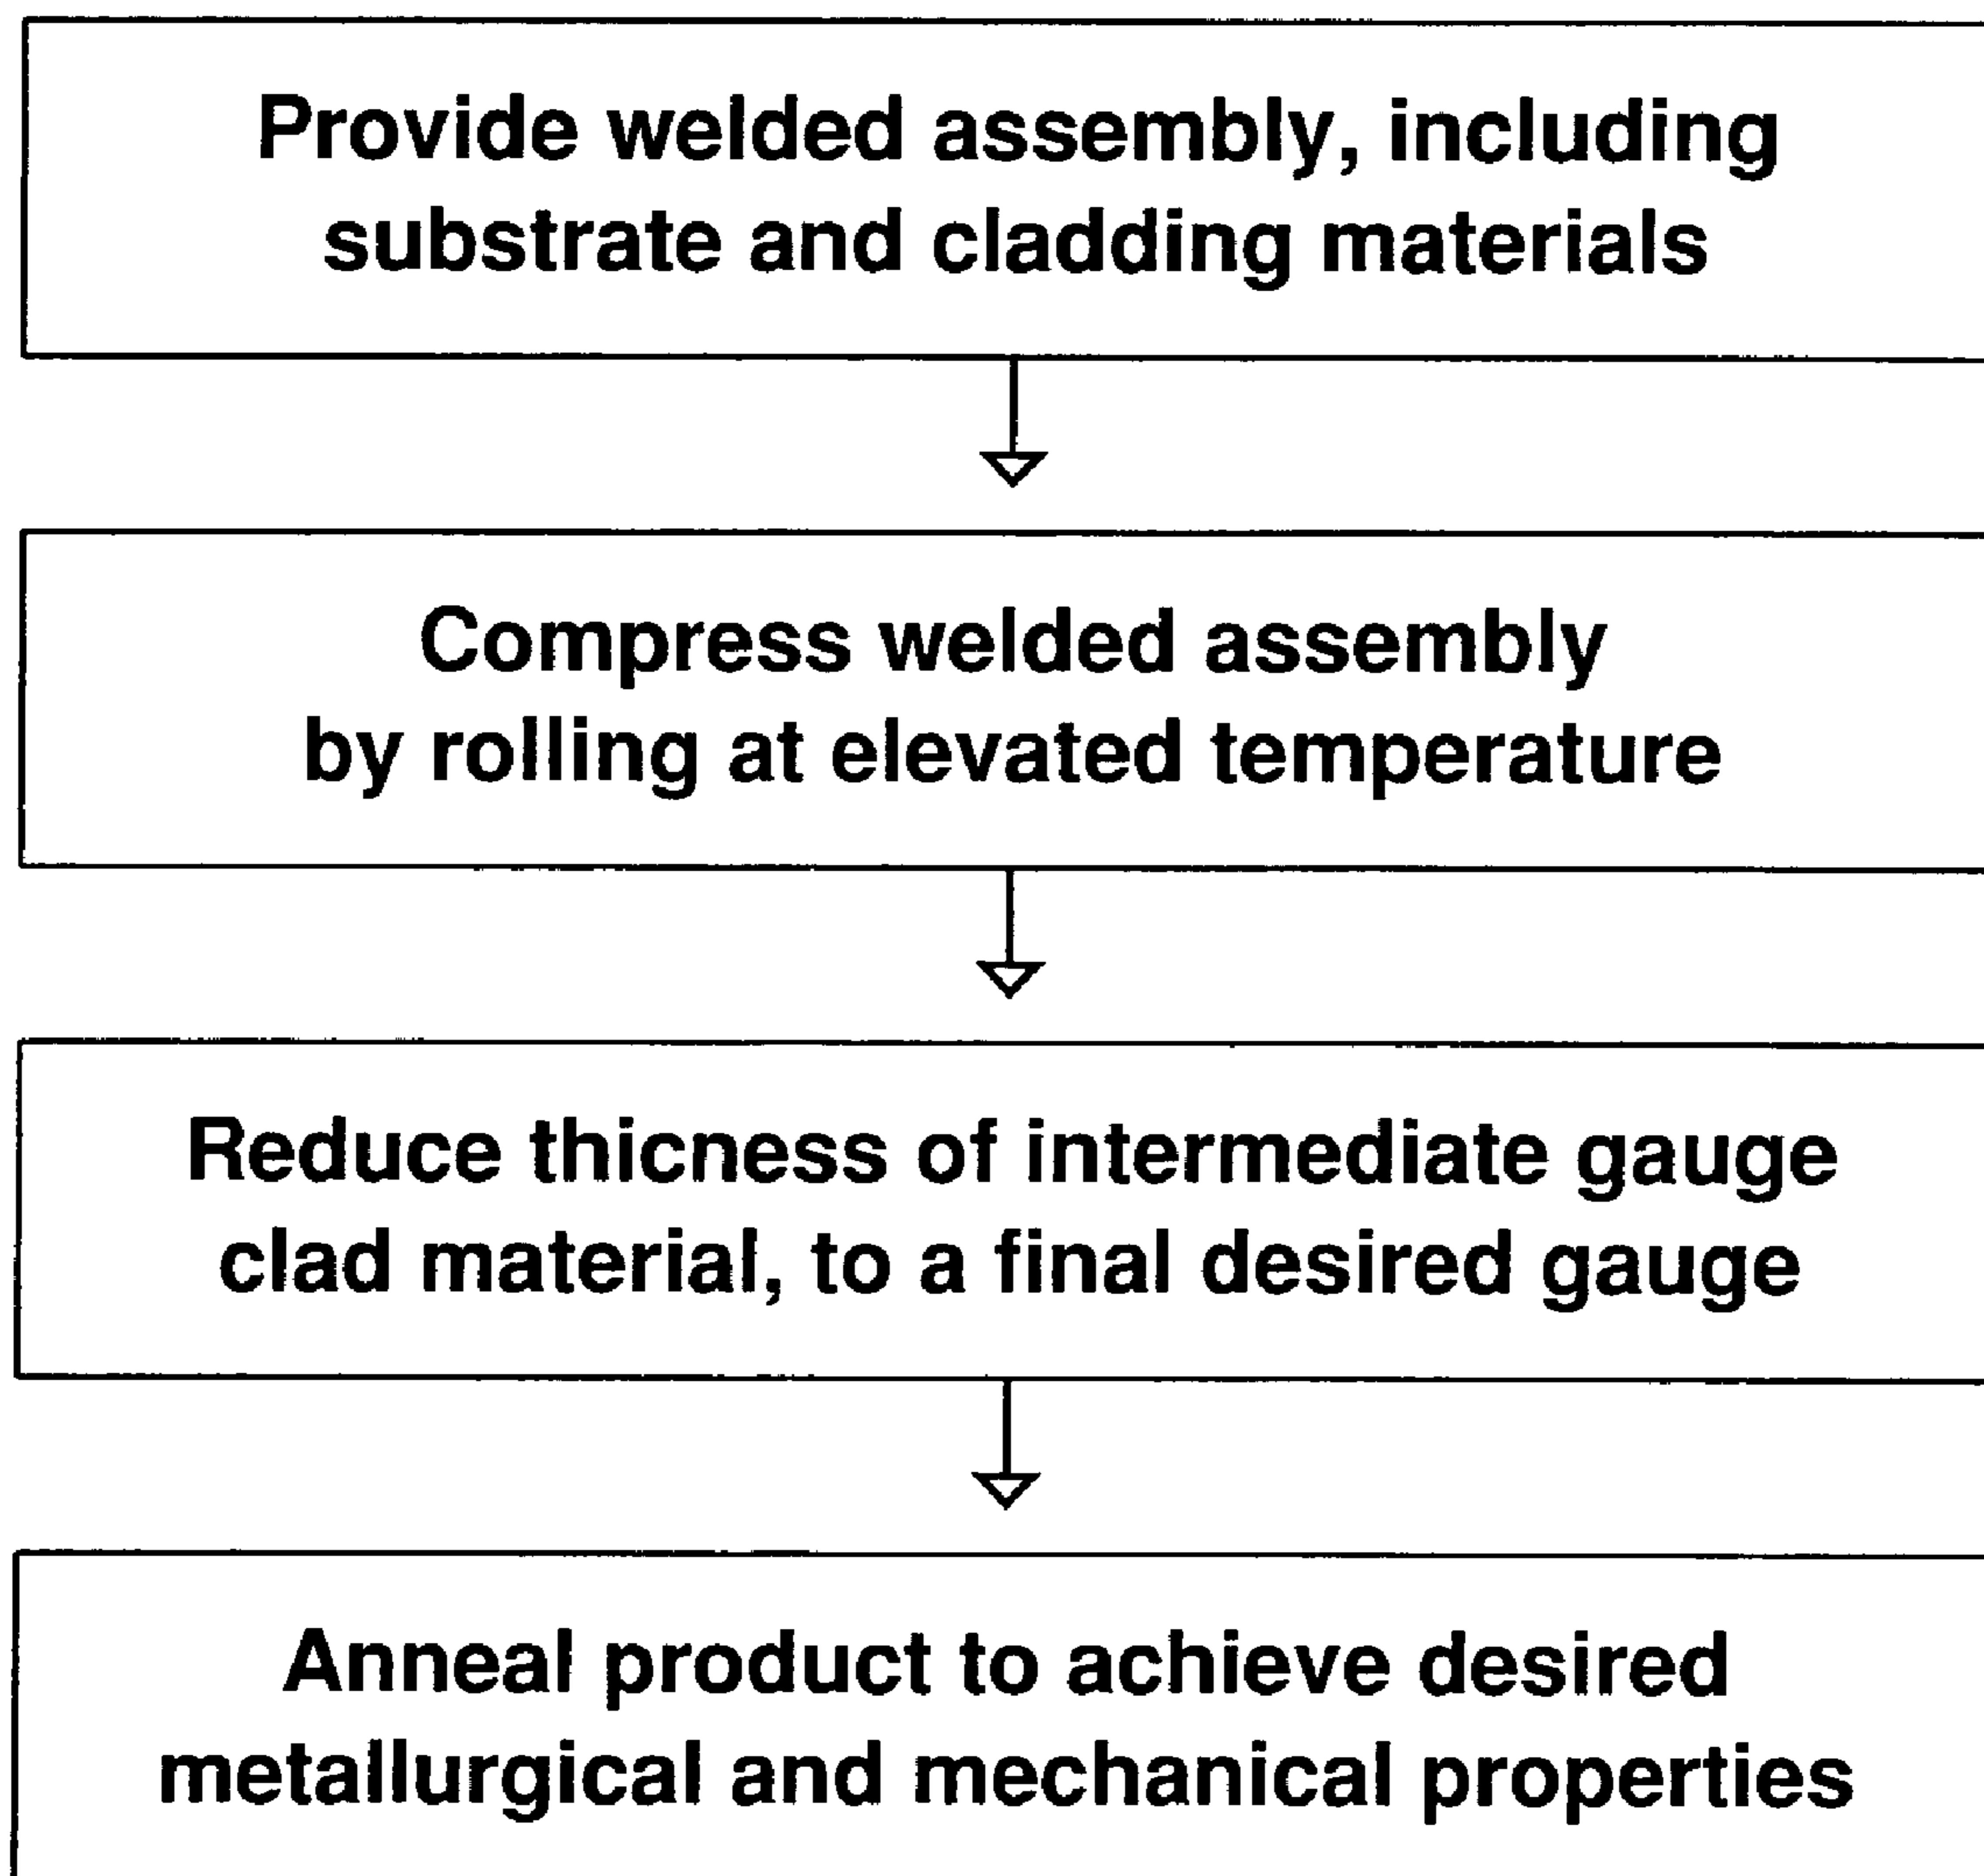 Provide welded assembly, including
substrate and cladding materials
Compress welded assembly
by rolling at elevated temperature
Reduce thicness of intermediate gauge
clad material, to a final desired gauge
Anneal product to achieve desired
metallurgical and mechanical properties